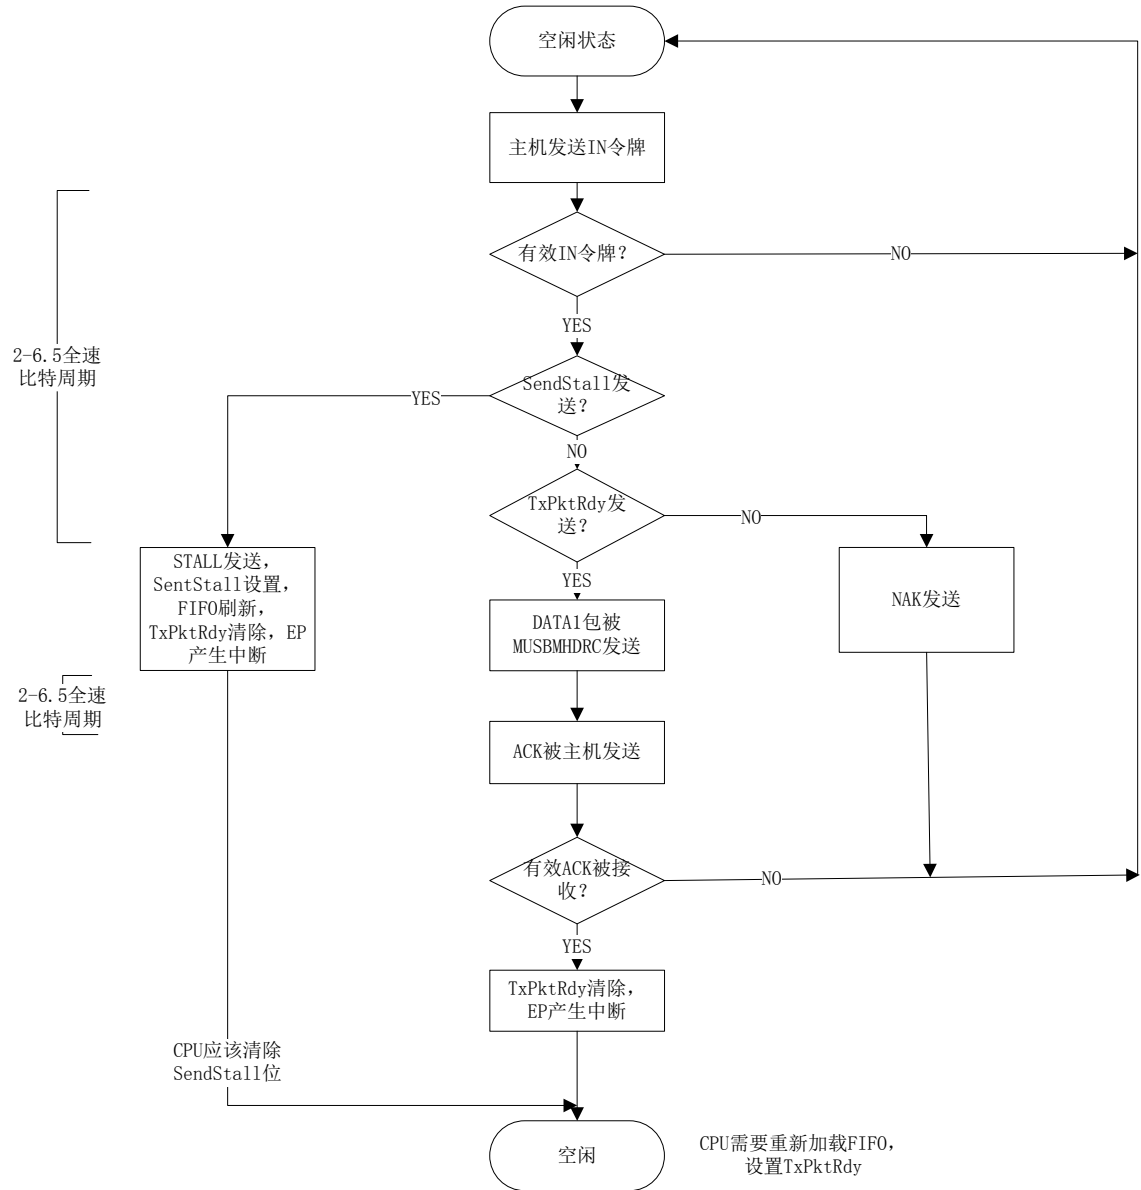 空闲状态
主机发送IN令牌
有效IN令牌？
NO
YES
2-6.5全速
比特周期
SendStall发
送？
YES
NO
TxPktRdy发
送？
NO
YES
STALL发送，
SentStall设置，
FIFO刷新，
TxPktRdy清除，EP
产生中断
NAK发送
DATA1包被
MUSBMHDRC发送
2-6.5全速
比特周期
ACK被主机发送
有效ACK被接
收？
NO
YES
TxPktRdy清除，
EP产生中断
CPU应该清除
SendStall位
空闲
CPU需要重新加载FIFO，
设置TxPktRdy